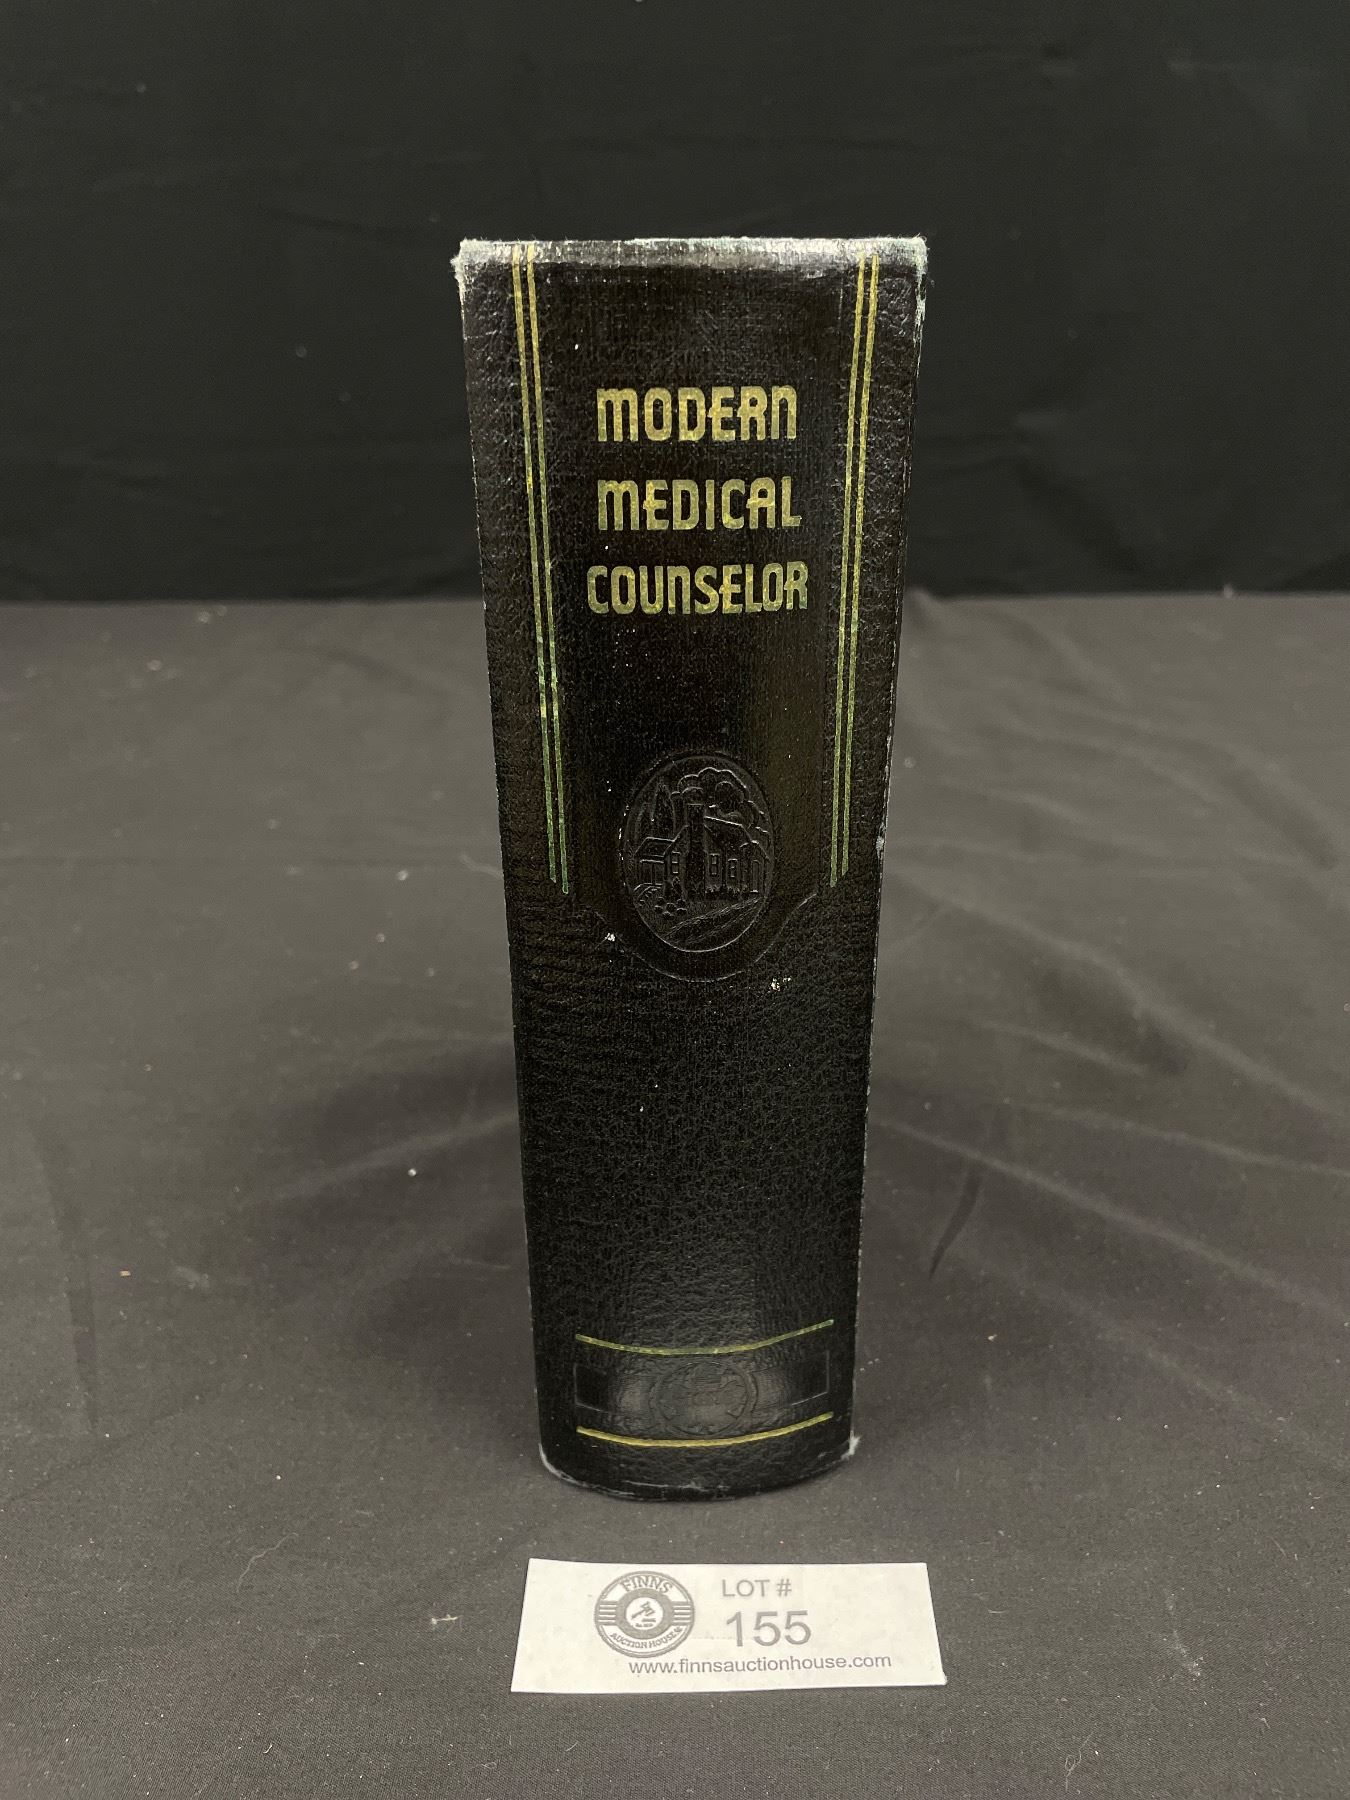 MODERN
MEDICAL
COUNSELOR
FINNS
AUCTION HOUSE
LOT #
155
www.finnsauctionhouse.com